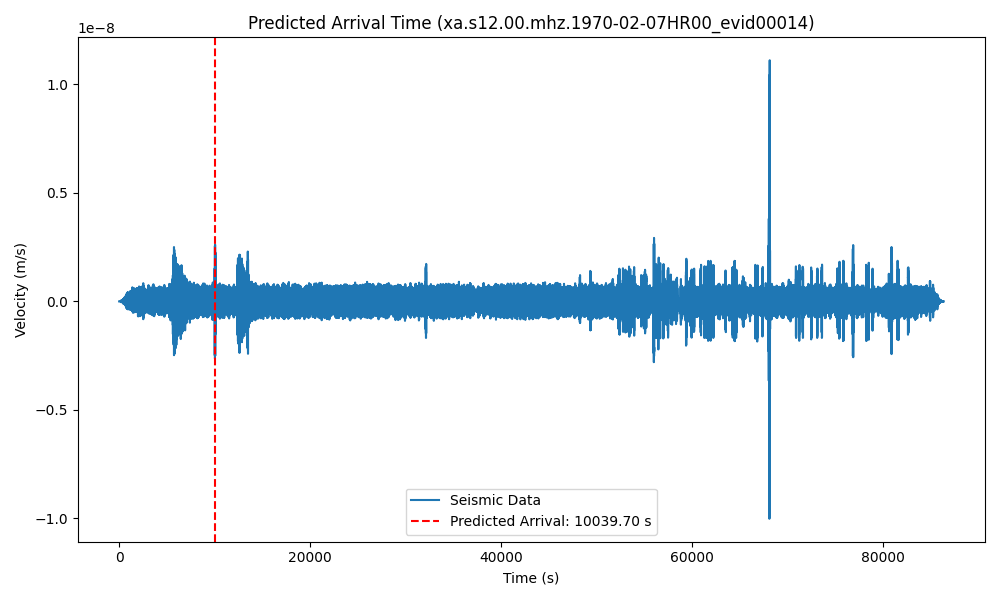 Predicted Arrival Time (xa.s12.00.mhz.1970-02-07HR00_evid00014)
1e−8
1.0
0.5
0.0
−0.5
−1.0
Velocity (m/s)
Seismic Data
Predicted Arrival: 10039.70 s
0 20000 40000 60000 80000
Time (s)